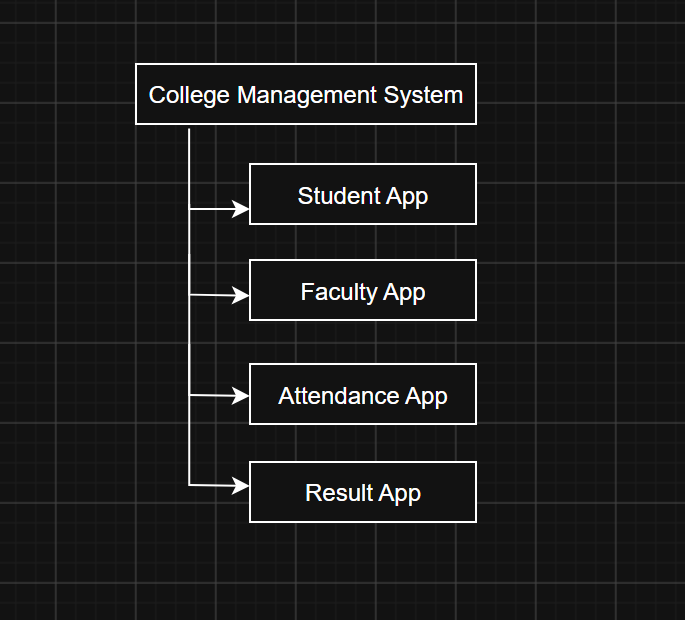 College Management System
Student App
Faculty App
Attendance App
Result App